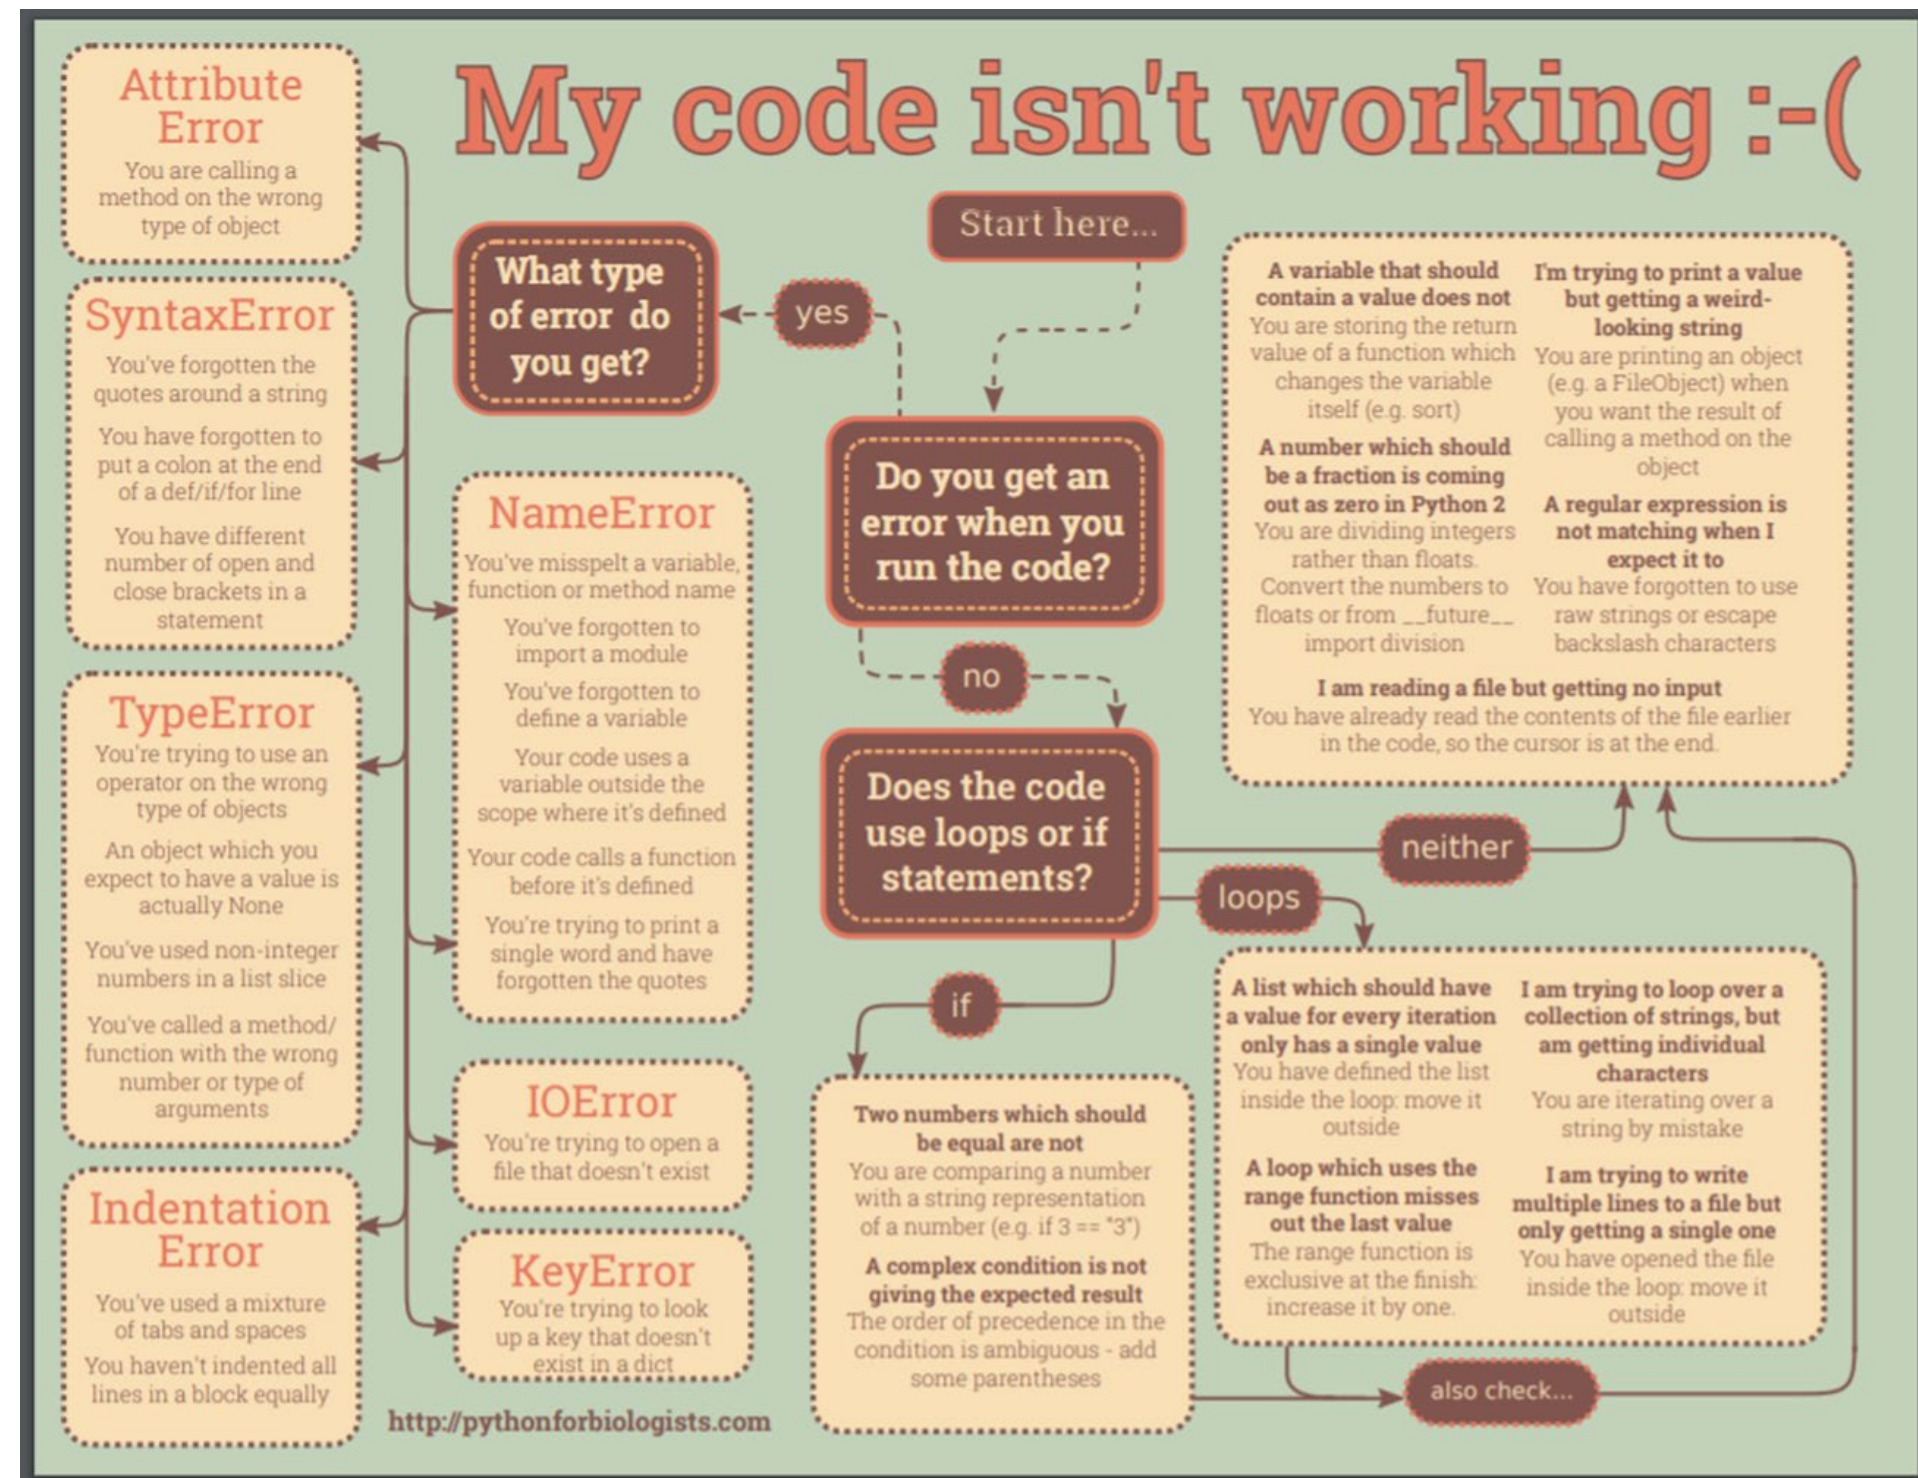 My code isn't working :-(
Start here...
Do you get an
error when you
run the code?
yes
What type
of error do
you get?
Attribute
Error
You are calling a
method on the wrong
type of object
SyntaxError
You've forgotten the
quotes around a string
You have forgotten to
put a colon at the end
of a def/if/for line
You have different
number of open and
close brackets in a
statement
TypeError
You're trying to use an
operator on the wrong
type of objects
An object which you
expect to have a value is
actually None
You've used non-integer
numbers in a list slice
You've called a method/
function with the wrong
number or type of
arguments
Indentation
Error
You've used a mixture
of tabs and spaces
You haven't indented all
lines in a block equally
NameError
You've misspelt a variable,
function or method name
You've forgotten to
import a module
You've forgotten to
define a variable
Your code uses a
variable outside the
scope where it's defined
Your code calls a function
before it's defined
You're trying to print a
single word and have
forgotten the quotes
IOError
You're trying to open a
file that doesn't exist
KeyError
You're trying to look
up a key that doesn't
exist in a dict
http://pythonforbiologists.com
no
Does the code
use loops or if
statements?
neither
loops
if
A variable that should
contain a value does not
You are storing the return
value of a function which
changes the variable
itself (e.g. sort)
A number which should
be a fraction is coming
out as zero in Python 2
You are dividing integers
rather than floats.
Convert the numbers to
floats or from __future__
import division
I'm trying to print a value
but getting a weird-
looking string
You are printing an object
(e.g. a FileObject) when
you want the result of
calling a method on the
object
A regular expression is
not matching when I
expect it to
You have forgotten to use
raw strings or escape
backslash characters
I am reading a file but getting no input
You have already read the contents of the file earlier
in the code, so the cursor is at the end.
Two numbers which should
be equal are not
You are comparing a number
with a string representation
of a number (e.g. if 3 == "3")
A complex condition is not
giving the expected result
The order of precedence in the
condition is ambiguous - add
some parentheses
A list which should have
a value for every iteration
only has a single value
You have defined the list
inside the loop: move it
outside
A loop which uses the
range function misses
out the last value
The range function is
exclusive at the finish:
increase it by one.
I am trying to loop over a
collection of strings, but
am getting individual
characters
You are iterating over a
string by mistake
I am trying to write
multiple lines to a file but
only getting a single one
You have opened the file
inside the loop: move it
outside
also check...